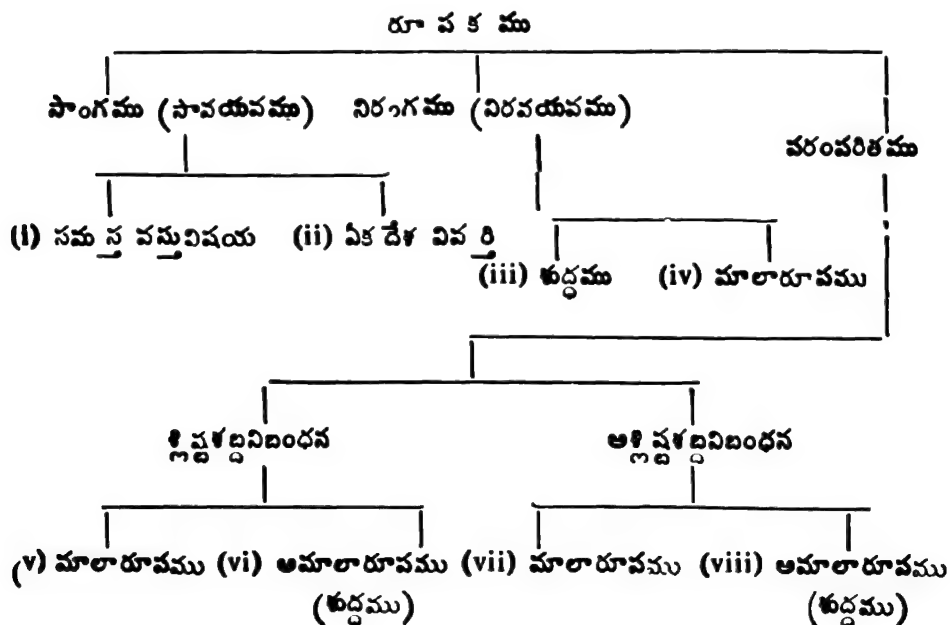 రూ ప క ము
సాంగము (సావయవము) నిరంగము (నిరవయవము)
పరంపరితము
(i) సమస్త వస్తువిషయ (ii) ఏకదేశ వివర్తి
(iii) శుద్ధము (iv) మాలారూపము
శ్లిష్టశబ్దనిబంధన అశ్లిష్టశబ్దనిబంధన
(v) మాలారూపము (vi) అమాలారూపము (vii) మాలారూపము (viii) అమాలారూపము
(శుద్ధము) (శుద్ధము)